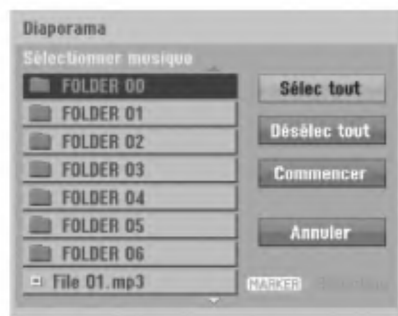 Diaporama
Sélectionner musique
FOLDER 00
FOLDER 01
FOLDER 02
FOLDER 03
FOLDER 04
FOLDER 05
FOLDER 06
File 01.mp3
Sélec tout
Désélec tout
Commencer
Annuler
MARKER